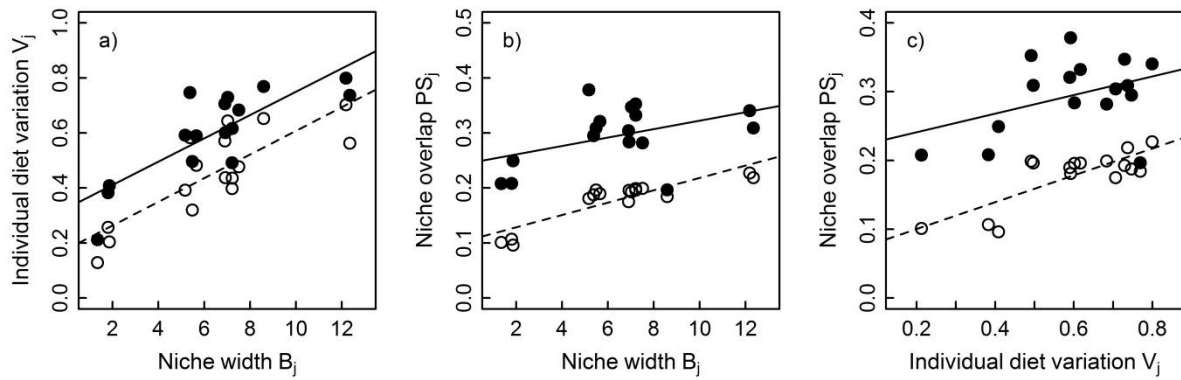 a)
Individual diet variation Vj
0.0 0.2 0.4 0.6 0.8 1.0
2 4 6 8 10 12
Niche width Bj
b)
Niche overlap PSj
0.0 0.1 0.2 0.3 0.4 0.5
2 4 6 8 10 12
Niche width Bj
c)
Niche overlap PSj
0.0 0.1 0.2 0.3 0.4
0.2 0.4 0.6 0.8
Individual diet variation Vj